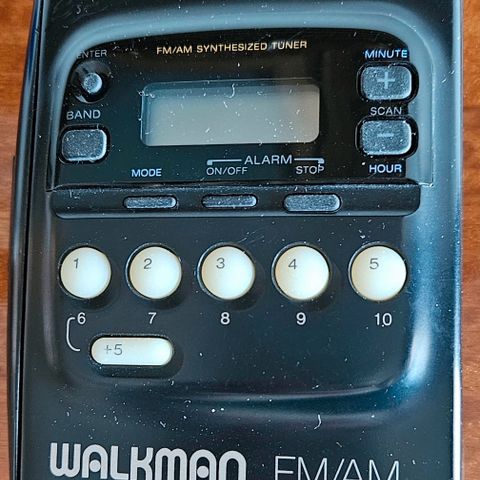 FM/AM SYNTHESIZED TUNER
ENTER
MINUTE
+
BAND
SCAN
-
MODE
ALARM
ON/OFF
STOP
HOUR
1 2 3 4 5
6 7 8 9 10
+5
WALKMAN FM/AM